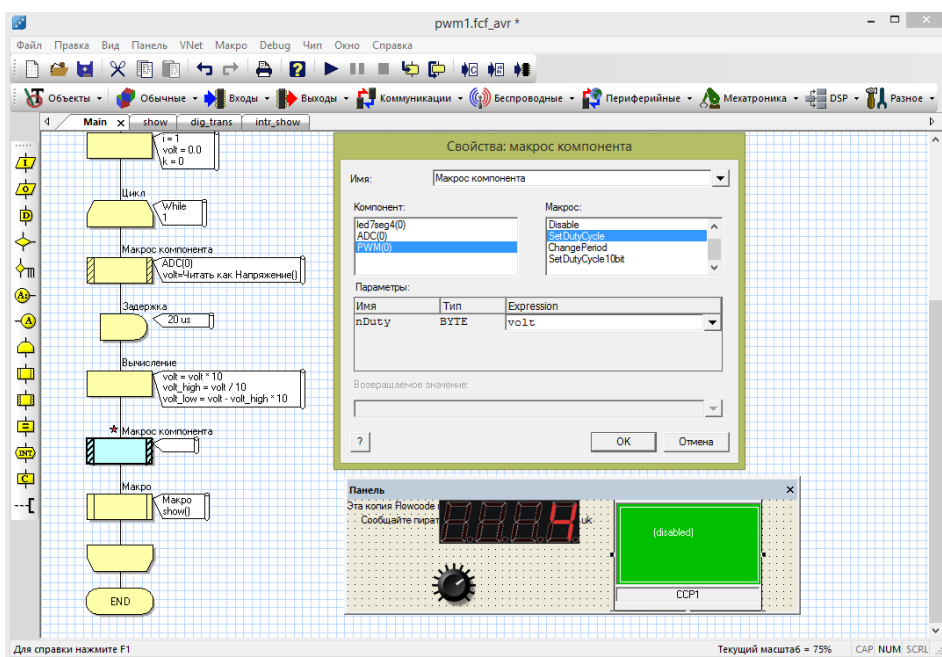 pwm1.fcf_avr *
Файл Правка Вид Панель VNet Макро Debug Чип Окно Справка
Объекты Обычные Входы Выходы Коммуникации Беспроводные Периферийные Мехатроника DSP Разное
Main x show dig_trans intr_show
i = 1
volt = 0.0
k = 0
Цикл
While
1
Макрос компонента
ADC(0)
volt=Читать как Напряжение()
Задержка
20 us
Вычисление
volt = volt * 10
volt_high = volt / 10
volt_low = volt - volt_high * 10
Макрос компонента
Макро
Макро
show()
END
Свойства: макрос компонента
Имя: Макрос компонента
Компонент: Макрос:
led7seg4(0)
ADC(0)
PWM(0)
Disable
SetDutyCycle
ChangePeriod
SetDutyCycle10bit
Параметры:
Имя Тип Expression
nDuty BYTE volt
Возвращаемое значение:
? OK Отмена
Панель
Эта копия Flowcode
Сообщайте пират .uk
4
(disabled)
CCP1
Для справки нажмите F1 Текущий масштаб = 75% CAP NUM SCRL